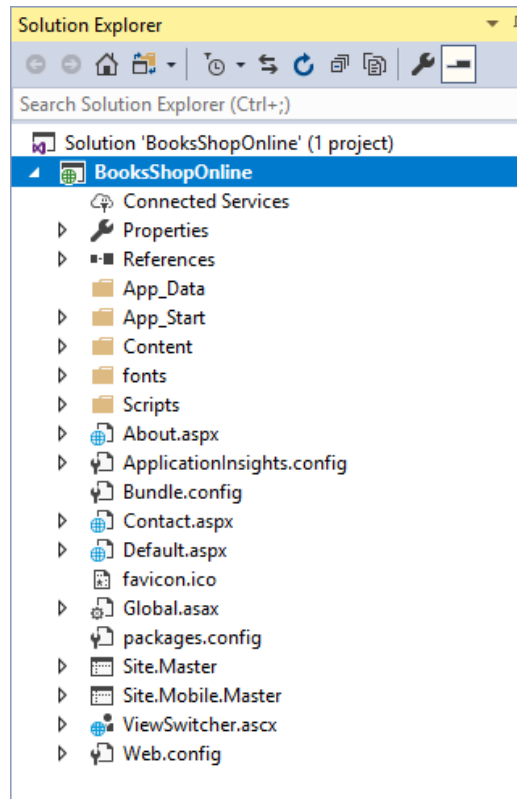 Solution Explorer
Search Solution Explorer (Ctrl+;)
Solution 'BooksShopOnline' (1 project)
BooksShopOnline
Connected Services
Properties
References
App_Data
App_Start
Content
fonts
Scripts
About.aspx
ApplicationInsights.config
Bundle.config
Contact.aspx
Default.aspx
favicon.ico
Global.asax
packages.config
Site.Master
Site.Mobile.Master
ViewSwitcher.ascx
Web.config